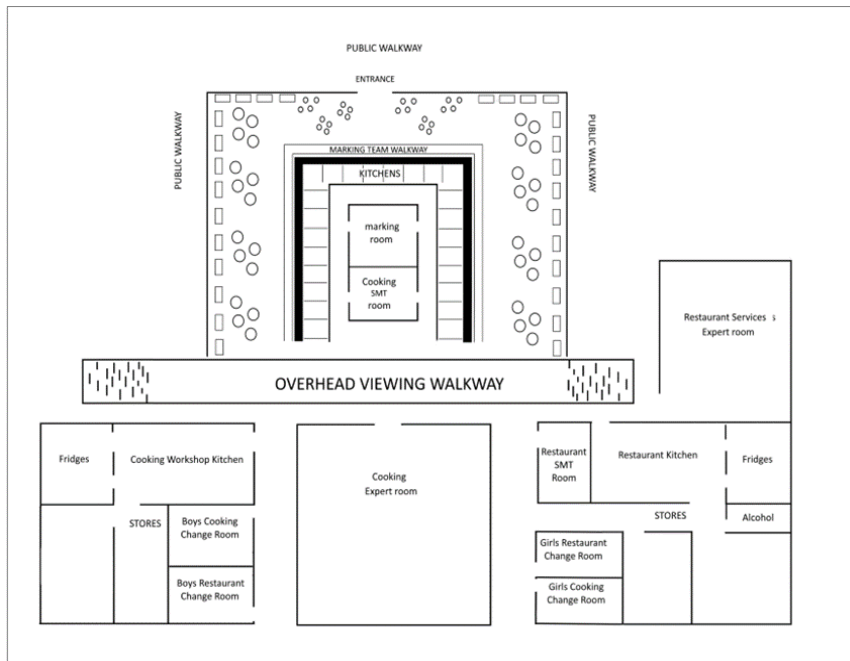 PUBLIC WALKWAY
ENTRANCE
PUBLIC WALKWAY
PUBLIC WALKWAY
MARKING TEAM WALKWAY
KITCHENS
marking
room
Cooking
SMT
room
Restaurant Services s
Expert room
OVERHEAD VIEWING WALKWAY
Fridges
Cooking Workshop Kitchen
Cooking
Expert room
Restaurant
SMT
Room
Restaurant Kitchen
Fridges
STORES
Boys Cooking
Change Room
STORES
Alcohol
Girls Restaurant
Change Room
Boys Restaurant
Change Room
Girls Cooking
Change Room